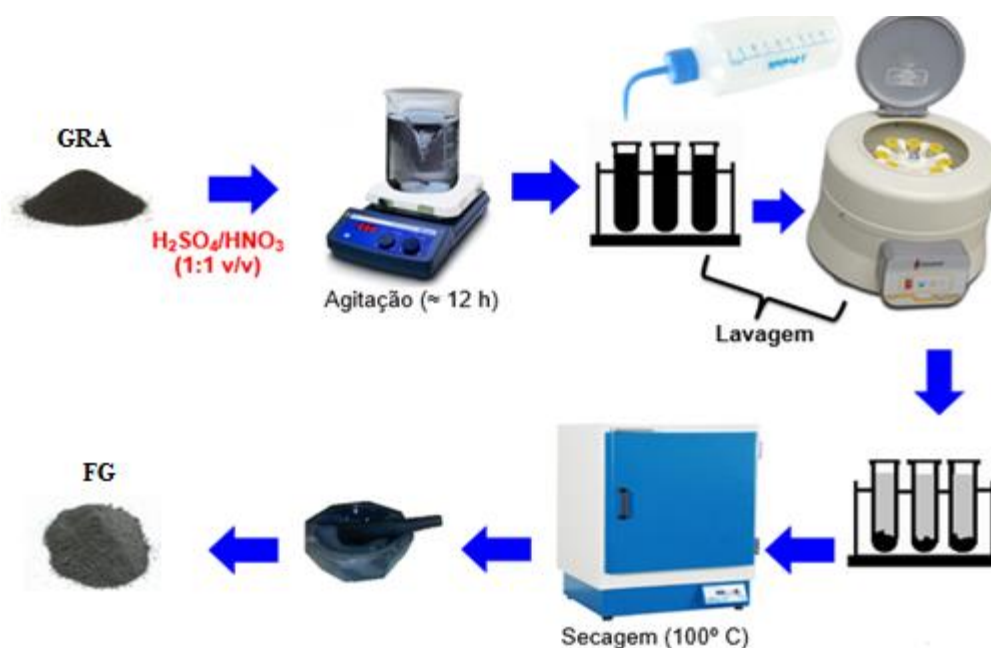 GRA
H₂SO₄/HNO₃
(1:1 v/v)
Agitação (≈ 12 h)
Lavagem
FG
Secagem (100º C)